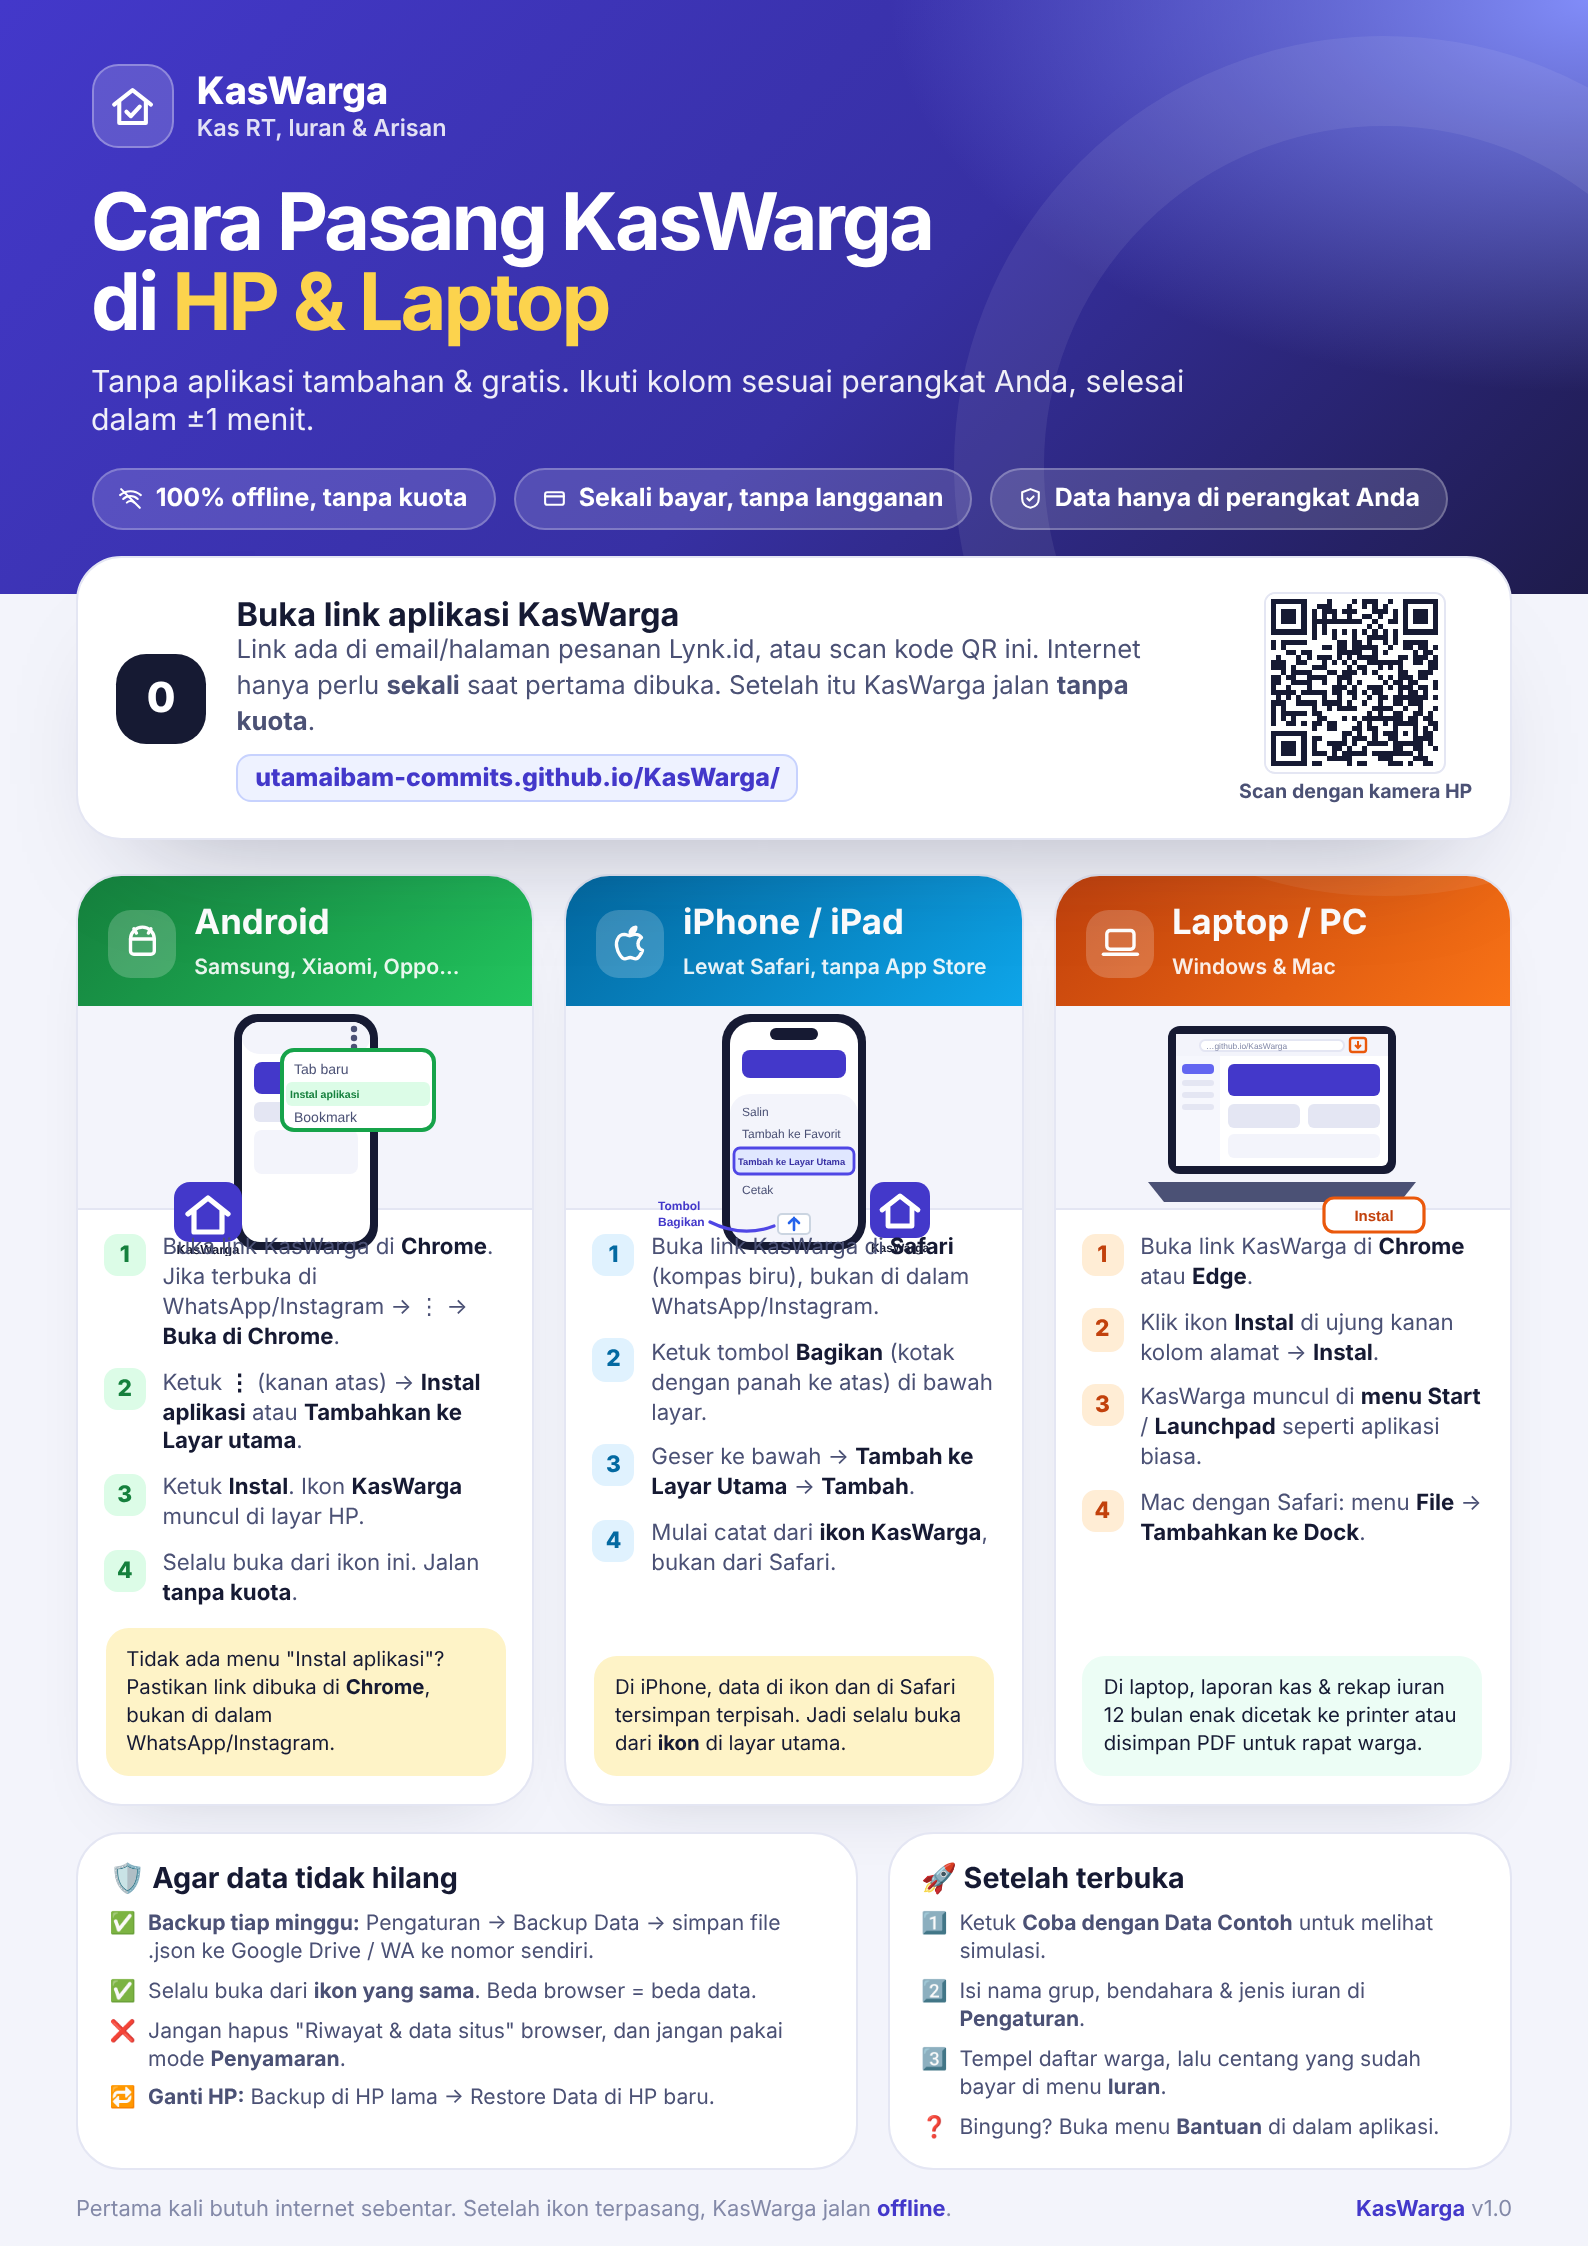 KasWarga
Kas RT, Iuran & Arisan
Cara Pasang KasWarga
di HP & Laptop
Tanpa aplikasi tambahan & gratis. Ikuti kolom sesuai perangkat Anda, selesai
dalam ±1 menit.
100% offline, tanpa kuota
Sekali bayar, tanpa langganan
Data hanya di perangkat Anda
0
Buka link aplikasi KasWarga
Link ada di email/halaman pesanan Lynk.id, atau scan kode QR ini. Internet
hanya perlu sekali saat pertama dibuka. Setelah itu KasWarga jalan tanpa
kuota.
utamaibam-commits.github.io/KasWarga/
Scan dengan kamera HP
Android
Samsung, Xiaomi, Oppo...
Tab baru
Instal aplikasi
Bookmark
KasWarga
1 Buka link KasWarga di Chrome.
Jika terbuka di
WhatsApp/Instagram → ⋮ →
Buka di Chrome.
2 Ketuk ⋮ (kanan atas) → Instal
aplikasi atau Tambahkan ke
Layar utama.
3 Ketuk Instal. Ikon KasWarga
muncul di layar HP.
4 Selalu buka dari ikon ini. Jalan
tanpa kuota.
Tidak ada menu "Instal aplikasi"?
Pastikan link dibuka di Chrome,
bukan di dalam
WhatsApp/Instagram.
iPhone / iPad
Lewat Safari, tanpa App Store
Salin
Tambah ke Favorit
Tambah ke Layar Utama
Cetak
Tombol
Bagikan
KasWarga
1 Buka link KasWarga di Safari
(kompas biru), bukan di dalam
WhatsApp/Instagram.
2 Ketuk tombol Bagikan (kotak
dengan panah ke atas) di bawah
layar.
3 Geser ke bawah → Tambah ke
Layar Utama → Tambah.
4 Mulai catat dari ikon KasWarga,
bukan dari Safari.
Di iPhone, data di ikon dan di Safari
tersimpan terpisah. Jadi selalu buka
dari ikon di layar utama.
Laptop / PC
Windows & Mac
...github.io/KasWarga
Instal
1 Buka link KasWarga di Chrome
atau Edge.
2 Klik ikon Instal di ujung kanan
kolom alamat → Instal.
3 KasWarga muncul di menu Start
/ Launchpad seperti aplikasi
biasa.
4 Mac dengan Safari: menu File →
Tambahkan ke Dock.
Di laptop, laporan kas & rekap iuran
12 bulan enak dicetak ke printer atau
disimpan PDF untuk rapat warga.
🛡️ Agar data tidak hilang
✅ Backup tiap minggu: Pengaturan → Backup Data → simpan file
.json ke Google Drive / WA ke nomor sendiri.
✅ Selalu buka dari ikon yang sama. Beda browser = beda data.
❌ Jangan hapus "Riwayat & data situs" browser, dan jangan pakai
mode Penyamaran.
🔁 Ganti HP: Backup di HP lama → Restore Data di HP baru.
🚀 Setelah terbuka
1️⃣ Ketuk Coba dengan Data Contoh untuk melihat
simulasi.
2️⃣ Isi nama grup, bendahara & jenis iuran di
Pengaturan.
3️⃣ Tempel daftar warga, lalu centang yang sudah
bayar di menu Iuran.
❓ Bingung? Buka menu Bantuan di dalam aplikasi.
Pertama kali butuh internet sebentar. Setelah ikon terpasang, KasWarga jalan offline.
KasWarga v1.0